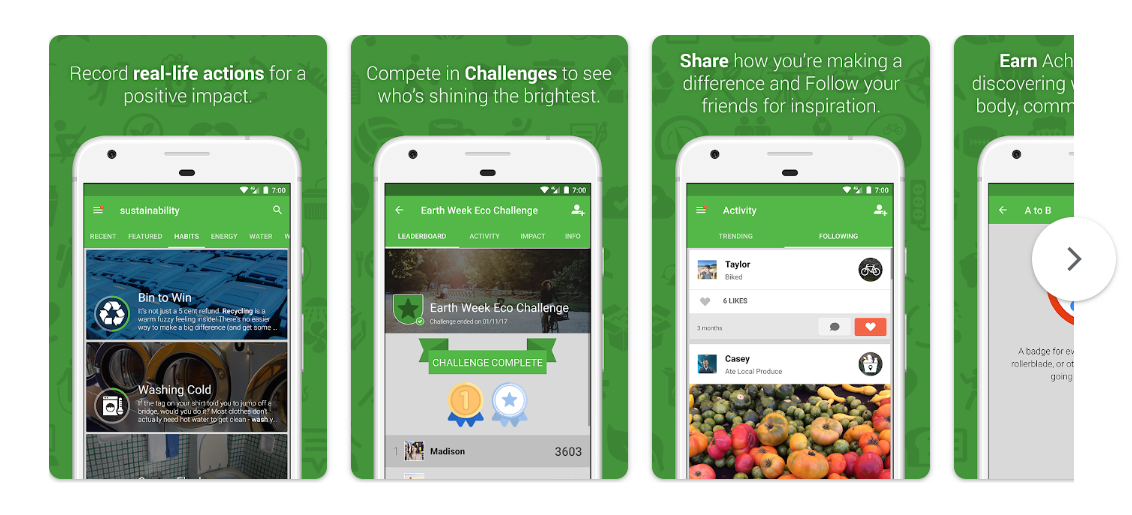 Record real-life actions for a
positive impact.
7:00
sustainability
RECENT FEATURED HABITS ENERGY WATER W
Bin to Win
It's not just a 5 cent refund. Recycling is a
warm fuzzy feeling inside! There's no easier
way to make a big difference (and get some ...
Washing Cold
If the tag on your shirt told you to jump off a
bridge, would you do it? Most clothes don't
actually need hot water to get clean - wash y...
Compete in Challenges to see
who's shining the brightest.
7:00
Earth Week Eco Challenge
LEADERBOARD ACTIVITY IMPACT INFO
Earth Week Eco Challenge
Challenge ended on 01/11/17
CHALLENGE COMPLETE
1
1 Madison 3603
Share how you're making a
difference and Follow your
friends for inspiration.
7:00
Activity
TRENDING FOLLOWING
Taylor
Biked
6 LIKES
3 months
Casey
Ate Local Produce
Earn Ach
discovering
body, comm
A to B
A badge for ev
rollerblade, or ot
going